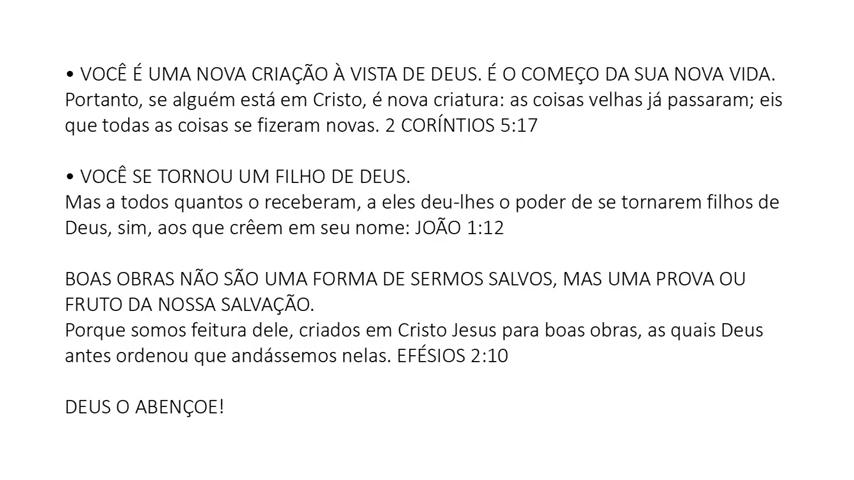 • VOCÊ É UMA NOVA CRIAÇÃO À VISTA DE DEUS. É O COMEÇO DA SUA NOVA VIDA.
Portanto, se alguém está em Cristo, é nova criatura: as coisas velhas já passaram; eis
que todas as coisas se fizeram novas. 2 CORÍNTIOS 5:17
• VOCÊ SE TORNOU UM FILHO DE DEUS.
Mas a todos quantos o receberam, a eles deu-lhes o poder de se tornarem filhos de
Deus, sim, aos que crêem em seu nome: JOÃO 1:12
BOAS OBRAS NÃO SÃO UMA FORMA DE SERMOS SALVOS, MAS UMA PROVA OU
FRUTO DA NOSSA SALVAÇÃO.
Porque somos feitura dele, criados em Cristo Jesus para boas obras, as quais Deus
antes ordenou que andássemos nelas. EFÉSIOS 2:10
DEUS O ABENÇOE!